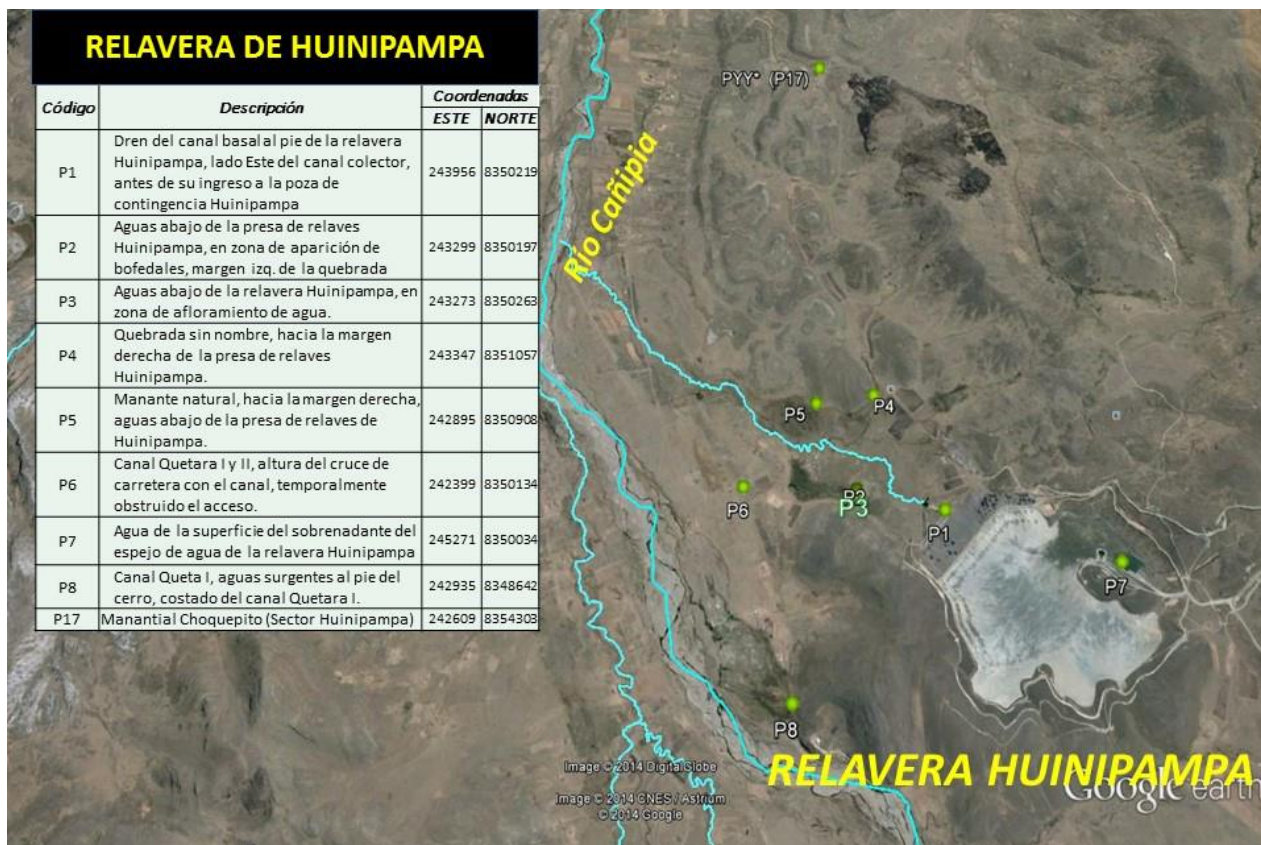 RELAVERA DE HUINIPAMPA
Código Descripción Coordenadas
ESTE NORTE
P1 Dren del canal basal al pie de la relavera
Huinipampa, lado Este del canal colector,
antes de su ingreso a la poza de
contingencia Huinipampa 243956 8350219
P2 Aguas abajo de la presa de relaves
Huinipampa, en zona de aparición de
bofedales, margen izq. de la quebrada 243299 8350197
P3 Aguas abajo de la relavera Huinipampa, en
zona de afloramiento de agua. 243273 8350263
P4 Quebrada sin nombre, hacia la margen
derecha de la presa de relaves
Huinipampa. 243347 8351057
P5 Manante natural, hacia la margen derecha,
aguas abajo de la presa de relaves de
Huinipampa. 242895 8350908
P6 Canal Quetara I y II, altura del cruce de
carretera con el canal, temporalmente
obstruido el acceso. 242399 8350134
P7 Agua de la superficie del sobrenadante del
espejo de agua de la relavera Huinipampa 245271 8350034
P8 Canal Queta I, aguas surgentes al pie del
cerro, costado del canal Quetara I. 242935 8348642
P17 Manantial Choquepito (Sector Huinipampa) 242609 8354303
PYY* (P17)
Río Cañipia
P5
P4
P2
P3
P6
P1
P7
P8
RELAVERA HUINIPAMPA
Image © 2014 DigitalGlobe
Image © 2014 CNES / Astrium
© 2014 Google
Google earth